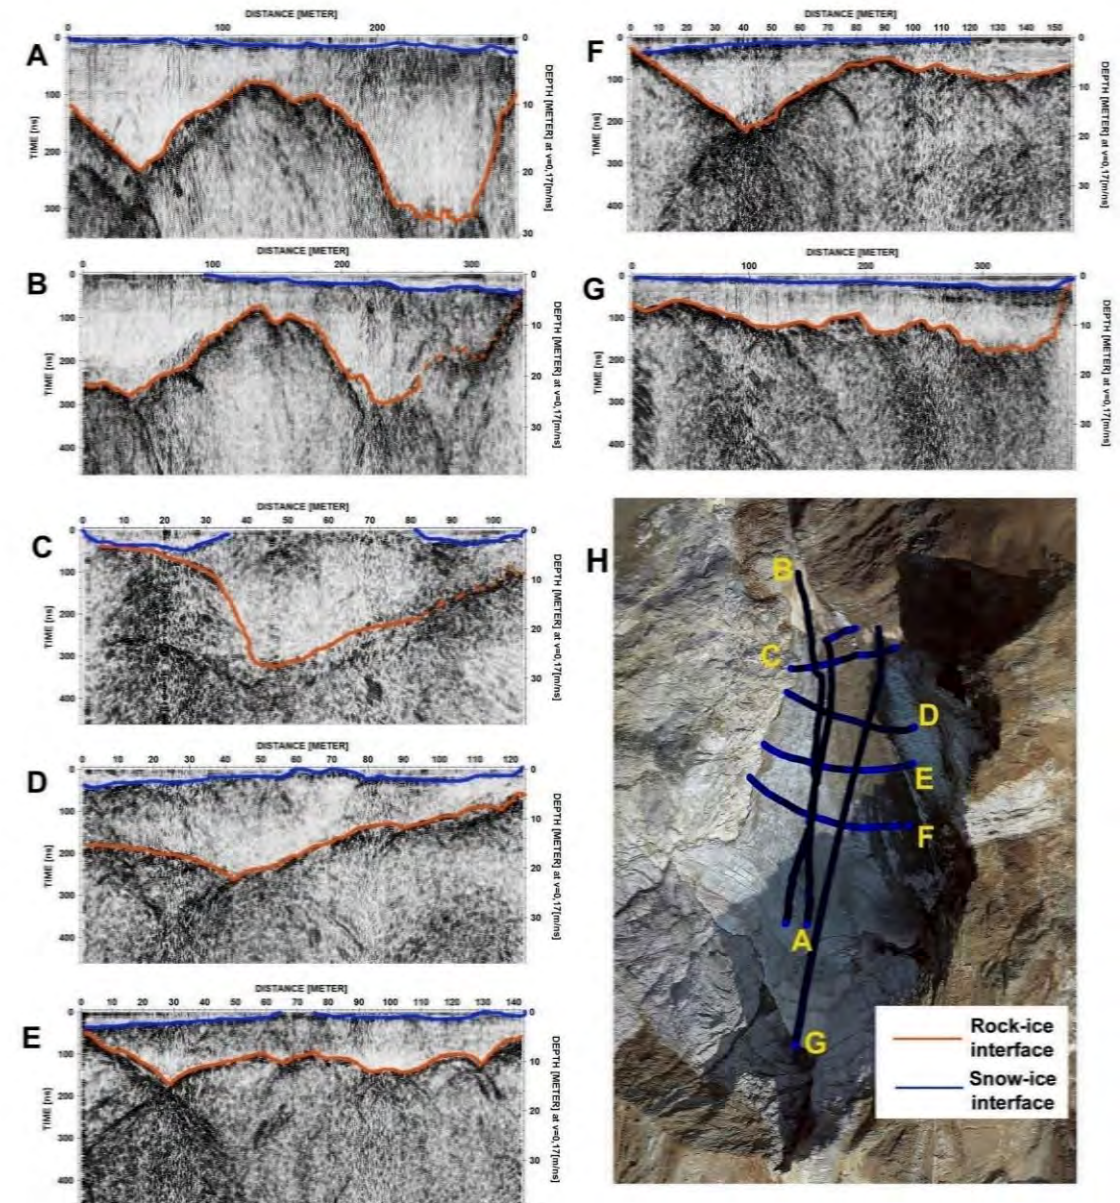 DISTANCE [METER]
100 200
A
0
100
200
300
TIME [ns]
0
10
20
30
DEPTH [METER] at v=0,17[m/ns]
DISTANCE [METER]
0 100 200 300
B
0
100
200
300
400
TIME [ns]
0
10
20
30
DEPTH [METER] at v=0,17[m/ns]
DISTANCE [METER]
0 10 20 30 40 50 60 70 80 90 100
C
0
100
200
300
400
TIME [ns]
0
10
20
30
DEPTH [METER] at v=0,17[m/ns]
DISTANCE [METER]
0 10 20 30 40 50 60 70 80 90 100 110 120
D
0
100
200
300
400
TIME [ns]
0
10
20
30
DEPTH [METER] at v=0,17[m/ns]
DISTANCE [METER]
0 10 20 30 40 50 60 70 80 90 100 110 120 130 140
E
0
100
200
300
400
TIME [ns]
0
10
20
30
DEPTH [METER] at v=0,17[m/ns]
DISTANCE [METER]
0 10 20 30 40 50 60 70 80 90 100 110 120 130 140 150
F
0
100
200
300
400
TIME [ns]
0
10
20
30
DEPTH [METER] at v=0,17[m/ns]
DISTANCE [METER]
0 100 200 300
G
0
100
200
300
400
TIME [ns]
0
10
20
30
DEPTH [METER] at v=0,17[m/ns]
H
B
C
D
E
F
A
G
Rock-ice
interface
Snow-ice
interface